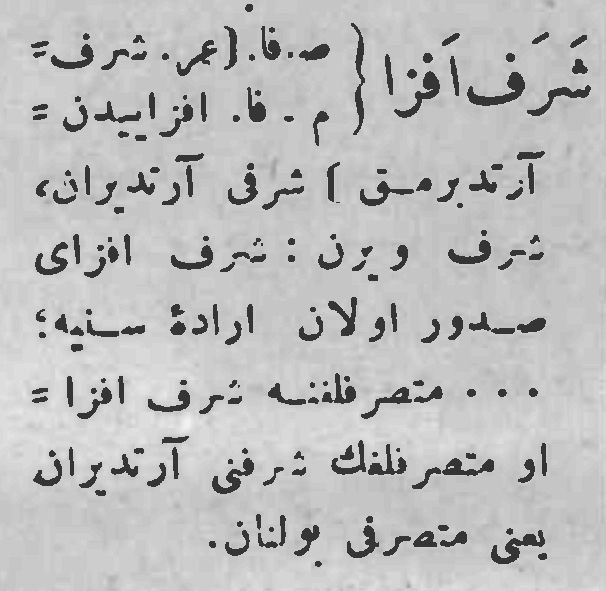 شَرَف اَفزا { ص. فا. [ عر. شرف =
م. فا. افزاییدن =
آرتدیرمق ] شرفی آرتدیران،
شرف ویرن : شرف افزای
صدور اولان ارادۀ سنیه؛
... متصرفلغنه شرف افزا =
او متصرفلغك شرفنی آرتدیران
یعنی متصرفی بولنان.